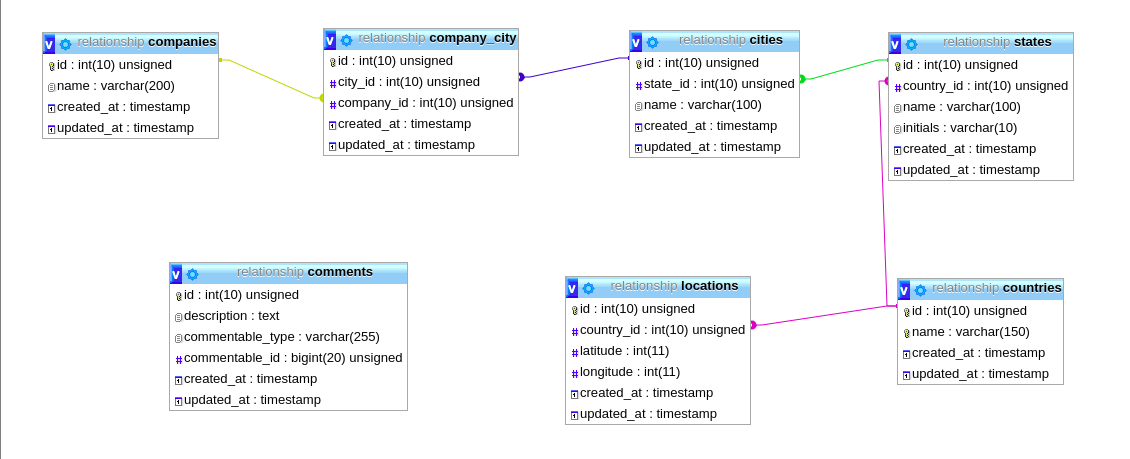 v relationship companies
id : int(10) unsigned
name : varchar(200)
created_at : timestamp
updated_at : timestamp
v relationship company_city
id : int(10) unsigned
city_id : int(10) unsigned
company_id : int(10) unsigned
created_at : timestamp
updated_at : timestamp
v relationship cities
id : int(10) unsigned
state_id : int(10) unsigned
name : varchar(100)
created_at : timestamp
updated_at : timestamp
v relationship states
id : int(10) unsigned
country_id : int(10) unsigned
name : varchar(100)
initials : varchar(10)
created_at : timestamp
updated_at : timestamp
v relationship comments
id : int(10) unsigned
description : text
commentable_type : varchar(255)
commentable_id : bigint(20) unsigned
created_at : timestamp
updated_at : timestamp
v relationship locations
id : int(10) unsigned
country_id : int(10) unsigned
latitude : int(11)
longitude : int(11)
created_at : timestamp
updated_at : timestamp
v relationship countries
id : int(10) unsigned
name : varchar(150)
created_at : timestamp
updated_at : timestamp